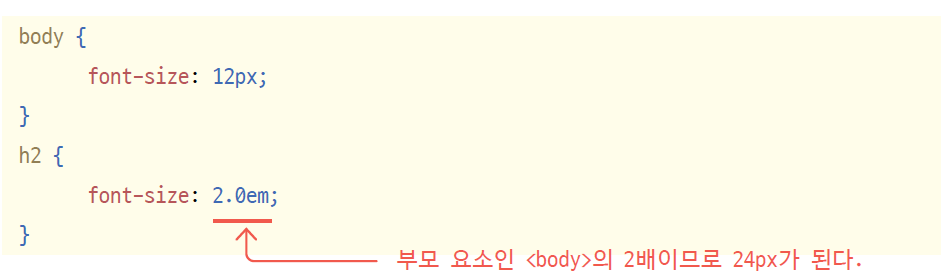 body {
font-size: 12px;
}
h2 {
font-size: 2.0em;
}
부모 요소인 <body>의 2배이므로 24px가 된다.